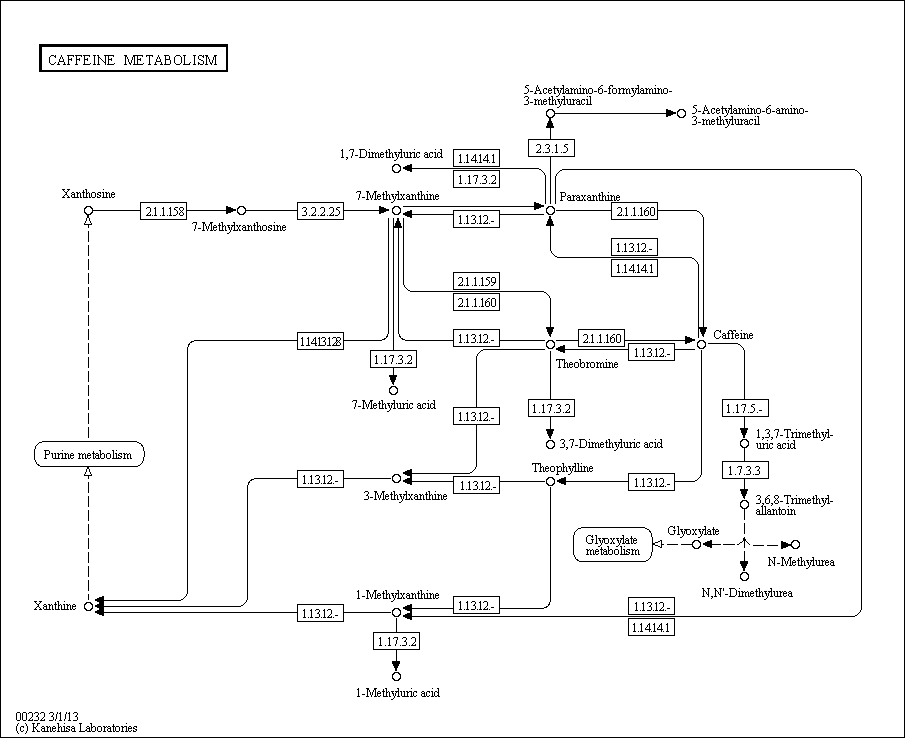 CAFFEINE METABOLISM
5-Acetylamino-6-formylamino-
3-methyluracil
5-Acetylamino-6-amino-
3-methyluracil
2.3.1.5
1,7-Dimethyluric acid
1.14.14.1
1.17.3.2
Xanthosine
7-Methylxanthine
Paraxanthine
2.1.1.158
3.2.2.25
2.1.1.160
7-Methylxanthosine
1.13.12.-
1.13.12.-
1.14.14.1
2.1.1.159
2.1.1.160
1.14.13.128
1.13.12.-
2.1.1.160
Caffeine
1.13.12.-
1.17.3.2
Theobromine
7-Methyluric acid
1.13.12.-
1.17.3.2
1.17.5.-
3,7-Dimethyluric acid
1,3,7-Trimethyl-
uric acid
Purine metabolism
1.7.3.3
Theophylline
1.13.12.-
3-Methylxanthine
1.13.12.-
1.13.12.-
3,6,8-Trimethyl-
allantoin
Glyoxylate
metabolism
Glyoxylate
N-Methylurea
N,N'-Dimethylurea
Xanthine
1-Methylxanthine
1.13.12.-
1.13.12.-
1.13.12.-
1.14.14.1
1.17.3.2
1-Methyluric acid
00232 3/1/13
(c) Kanehisa Laboratories